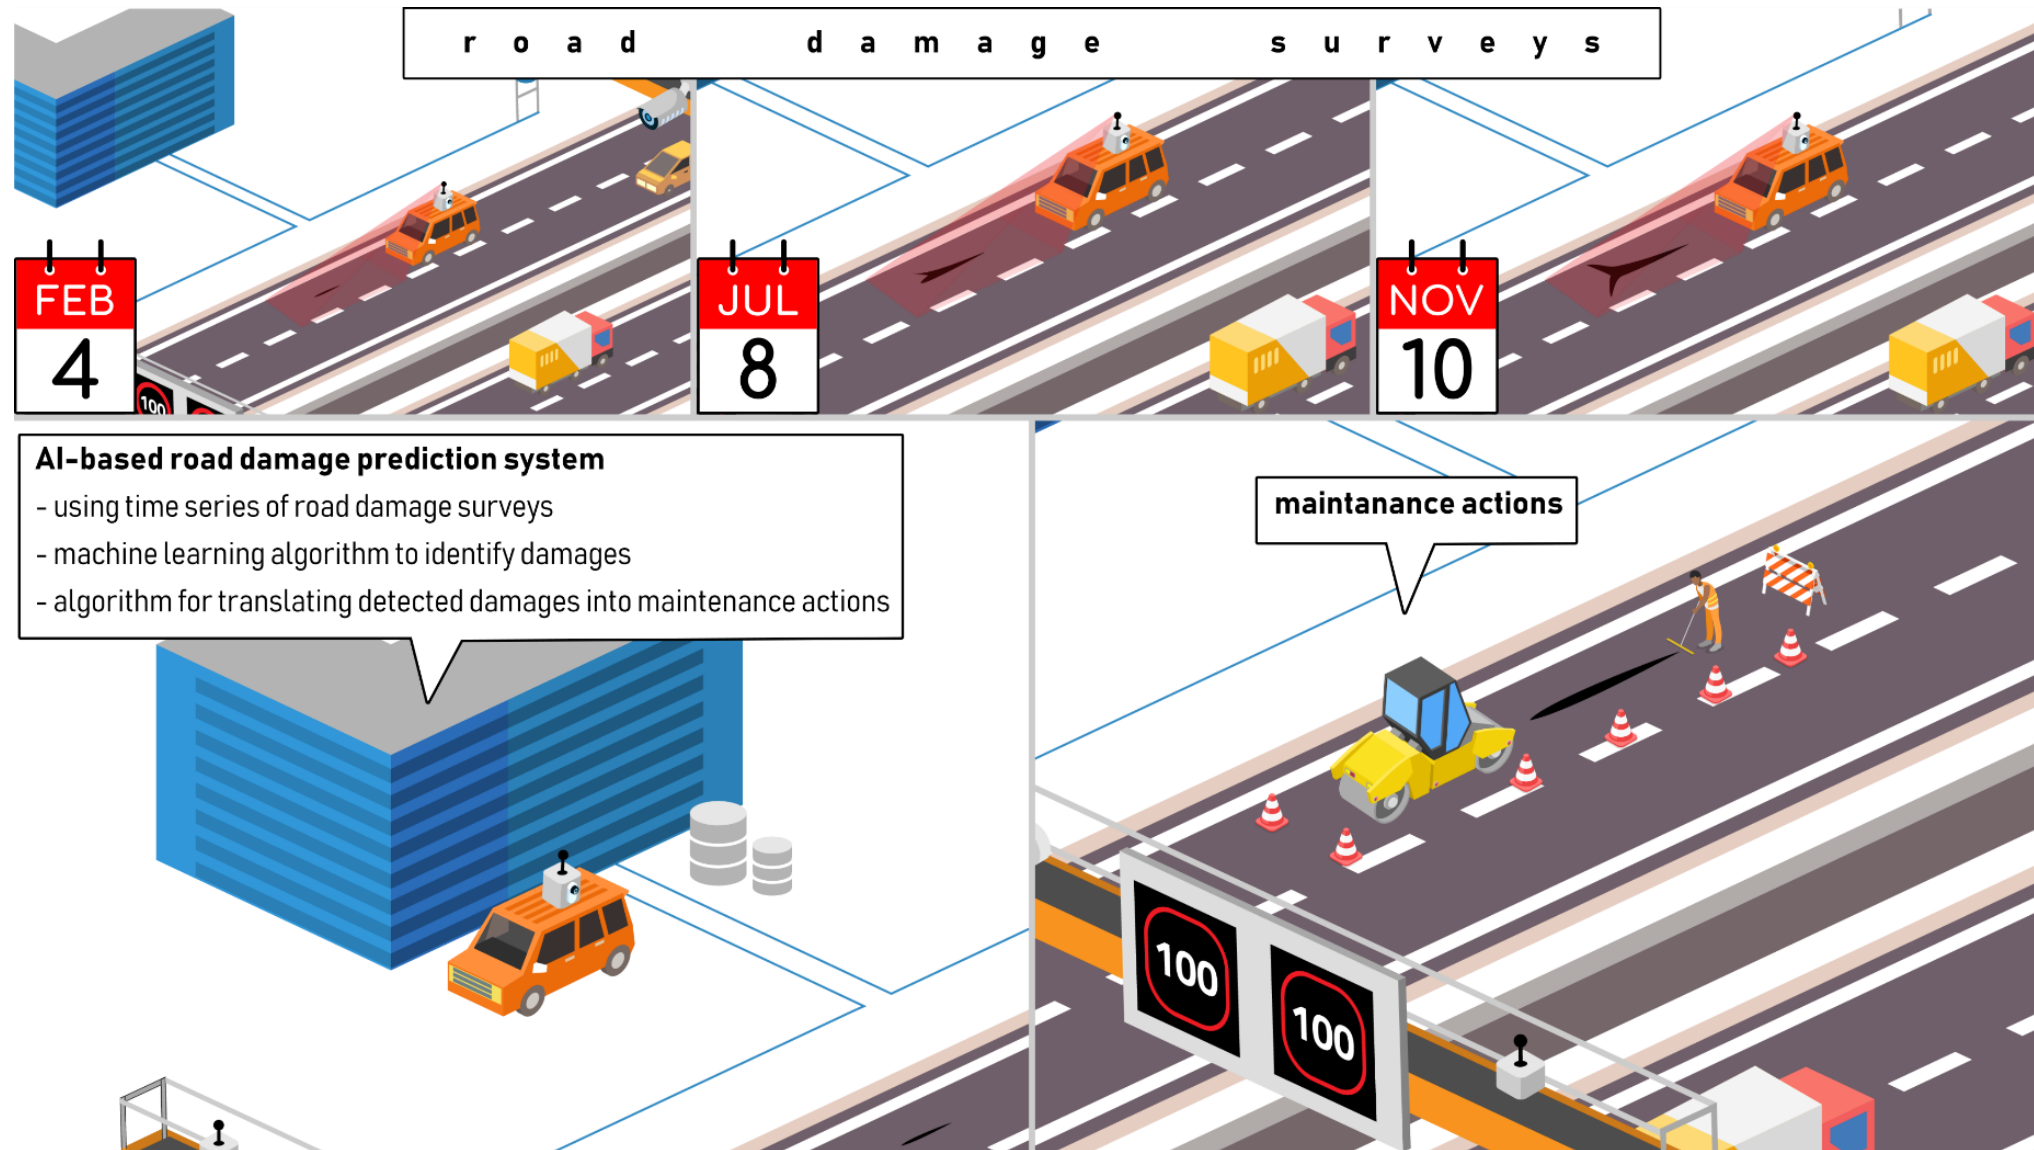 road damage surveys
FEB
4
JUL
8
NOV
10
100
AI-based road damage prediction system
- using time series of road damage surveys
- machine learning algorithm to identify damages
- algorithm for translating detected damages into maintenance actions
maintanance actions
100
100